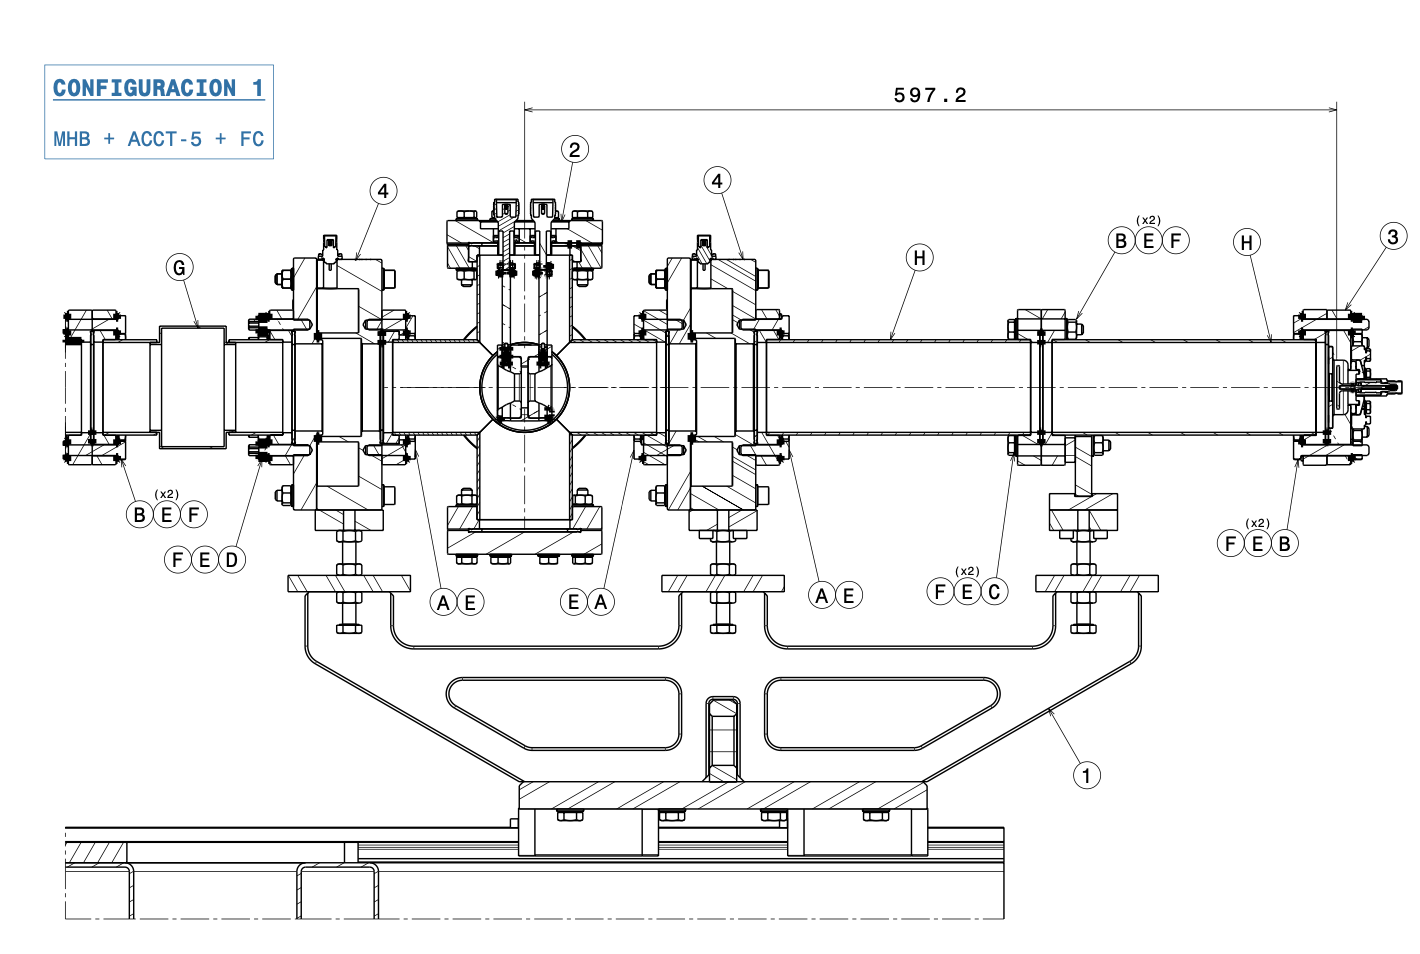 CONFIGURACION 1
MHB + ACCT-5 + FC
597.2
2
4
4
(x2)
B E F
3
H
H
G
(x2)
B E F
F E D
A E
E A
A E
(x2)
F E C
(x2)
F E B
1